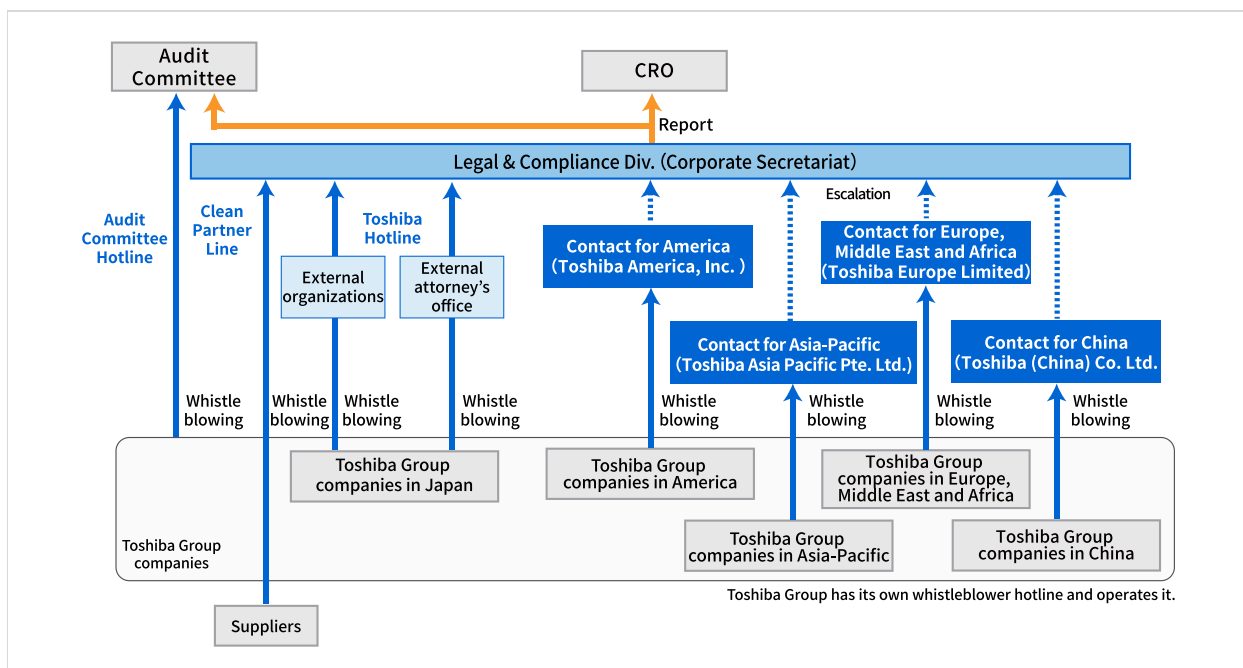 Audit
Committee
CRO
Report
Legal & Compliance Div. (Corporate Secretariat)
Audit
Committee
Hotline
Clean
Partner
Line
Toshiba
Hotline
Escalation
External
organizations
External
attorney's
office
Contact for America
(Toshiba America, Inc. )
Contact for Europe,
Middle East and Africa
(Toshiba Europe Limited)
Contact for Asia-Pacific
(Toshiba Asia Pacific Pte. Ltd.)
Contact for China
(Toshiba (China) Co. Ltd.
Whistle
blowing
Whistle
blowing
Whistle
blowing
Whistle
blowing
Whistle
blowing
Whistle
blowing
Whistle
blowing
Whistle
blowing
Toshiba Group
companies in Japan
Toshiba Group
companies in America
Toshiba Group
companies in Europe,
Middle East and Africa
Toshiba Group
companies in Asia-Pacific
Toshiba Group
companies in China
Toshiba Group
companies
Toshiba Group has its own whistleblower hotline and operates it.
Suppliers